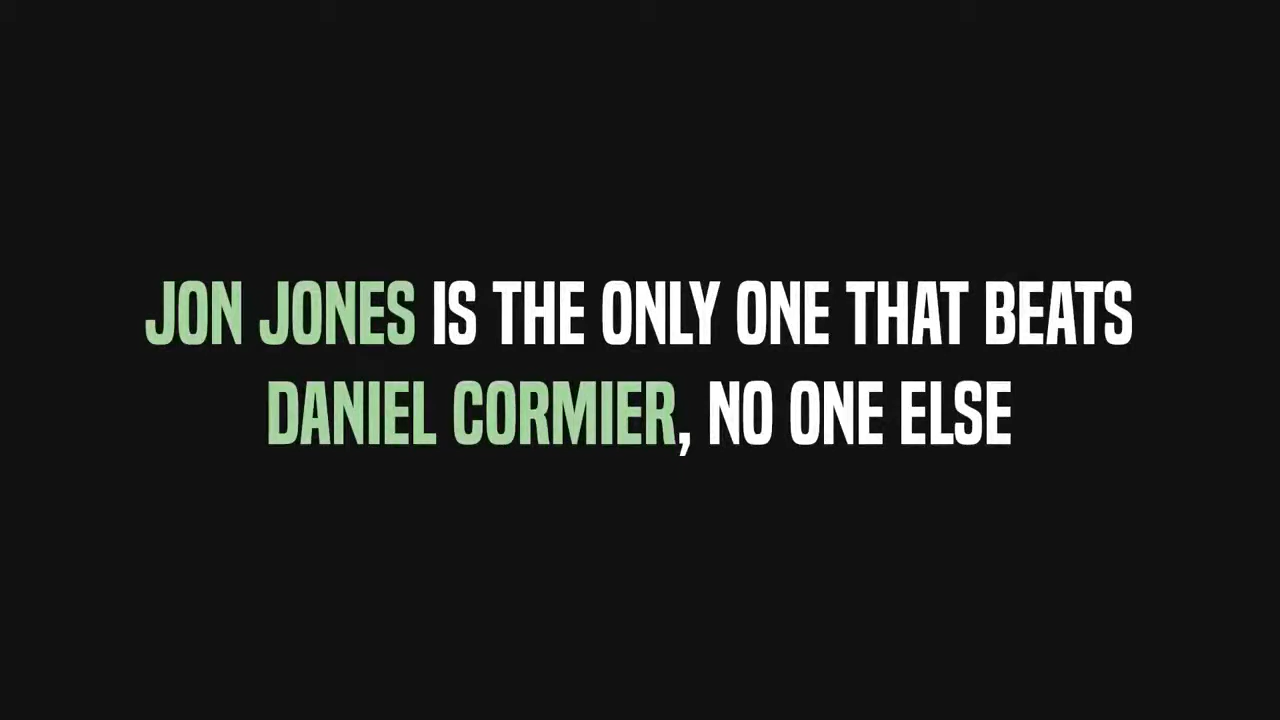 JON JONES IS THE ONLY ONE THAT BEATS
DANIEL CORMIER, NO ONE ELSE